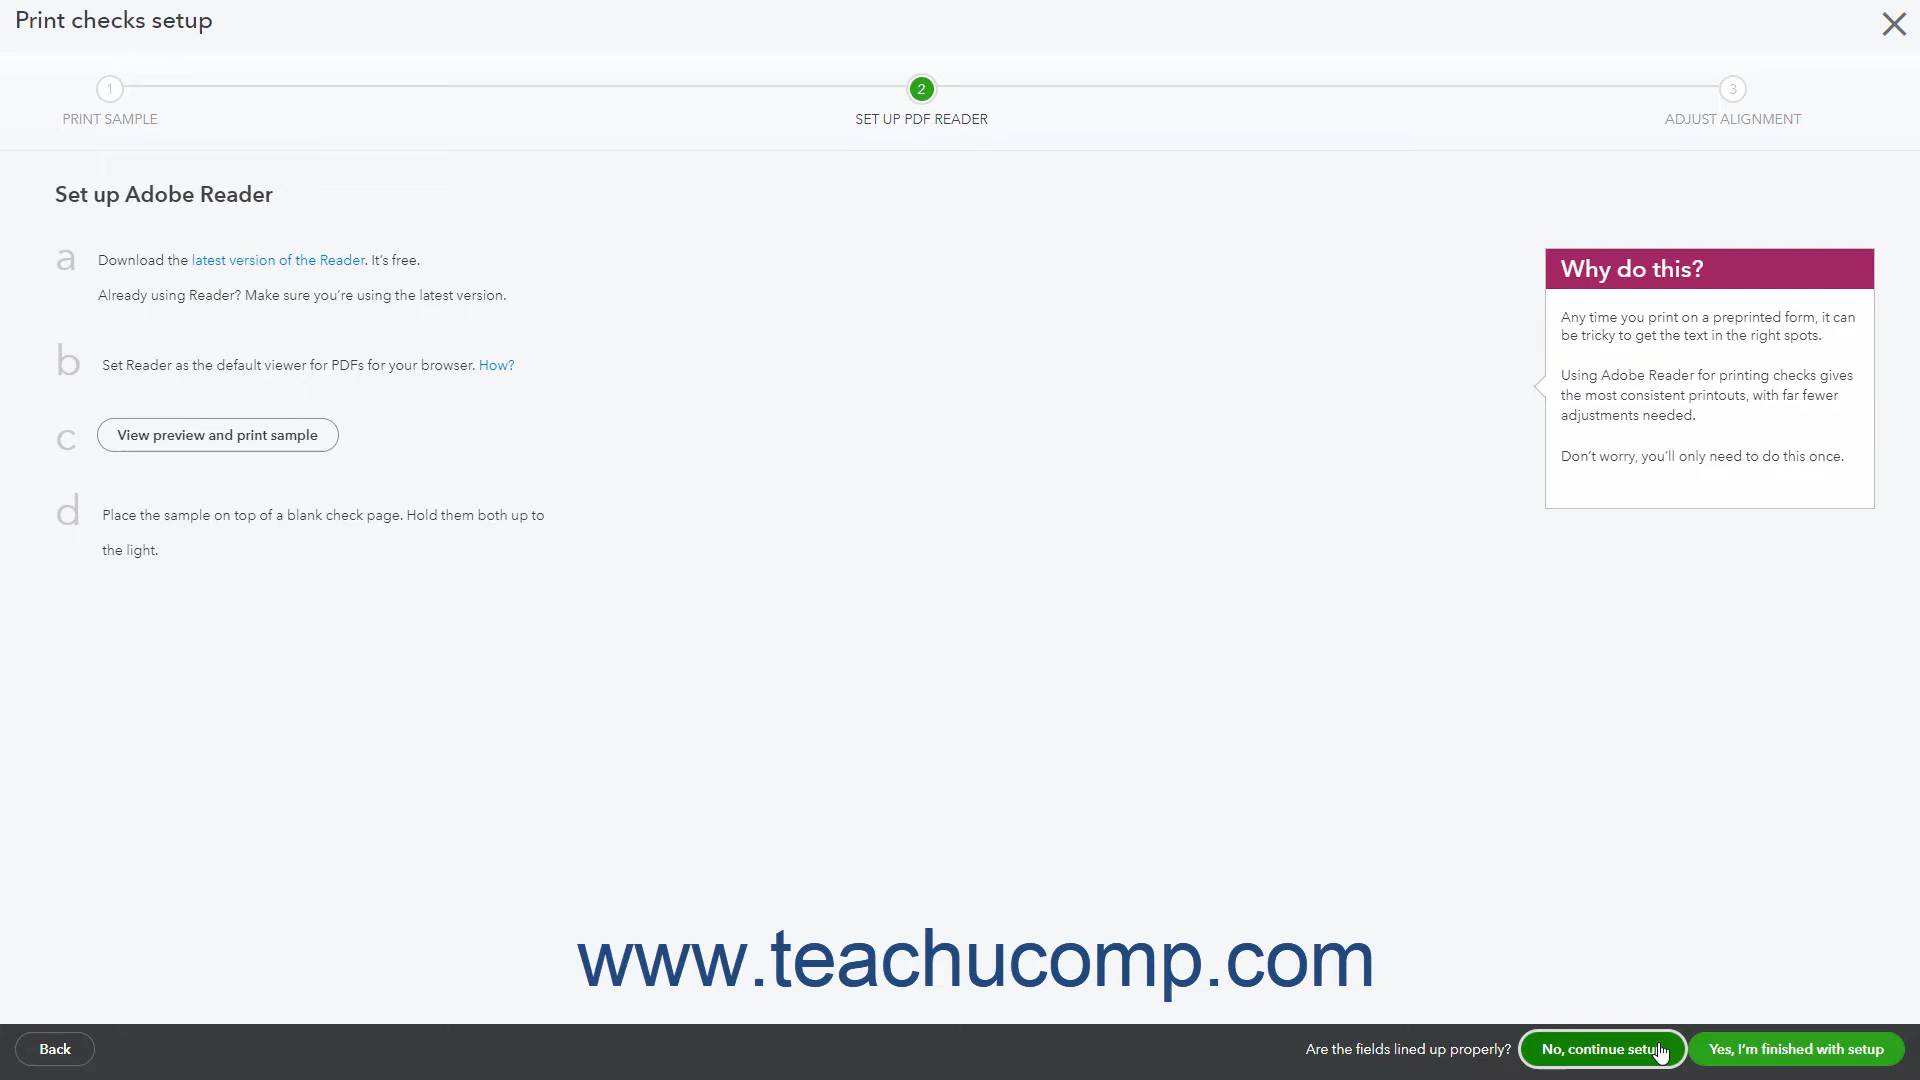 Print checks setup
1
2
3
PRINT SAMPLE
SET UP PDF READER
ADJUST ALIGNMENT
Set up Adobe Reader
a
Download the latest version of the Reader. It's free.
Already using Reader? Make sure you're using the latest version.
b
Set Reader as the default viewer for PDFs for your browser. How?
c
View preview and print sample
d
Place the sample on top of a blank check page. Hold them both up to
the light.
Why do this?
Any time you print on a preprinted form, it can
be tricky to get the text in the right spots.
Using Adobe Reader for printing checks gives
the most consistent printouts, with far fewer
adjustments needed.
Don't worry, you'll only need to do this once.
www.teachucomp.com
Back
Are the fields lined up properly?
No, continue setup
Yes, I'm finished with setup